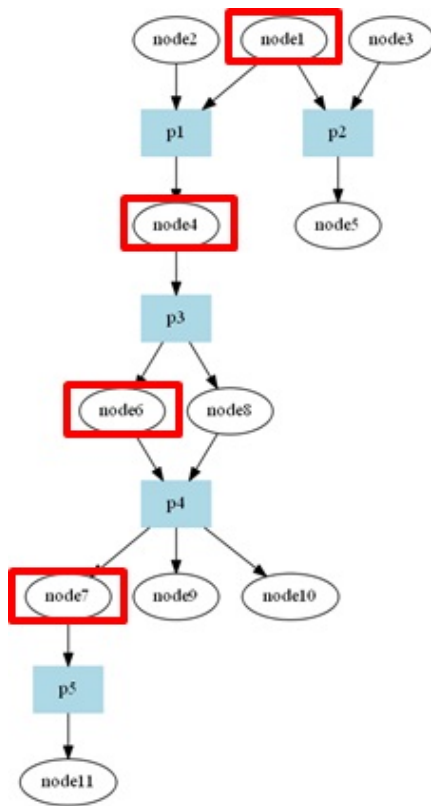 node2 node1 node3
p1 p2
node4 node5
p3
node6 node8
p4
node7 node9 node10
p5
node11